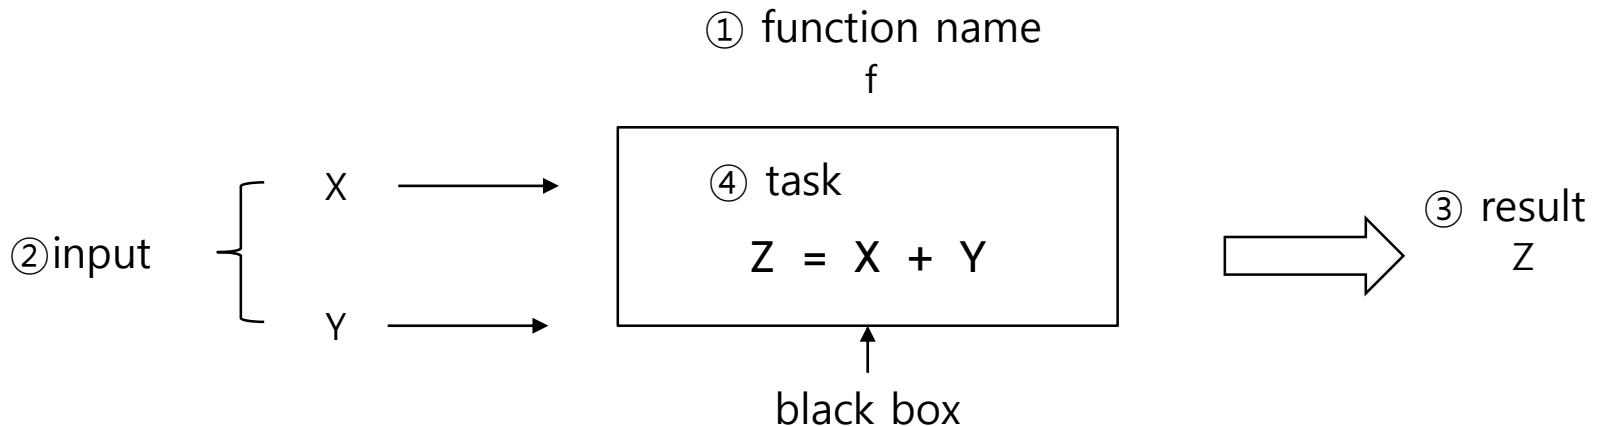 ① function name
f
④ task
Z = X + Y
②input
X
Y
③ result
Z
black box